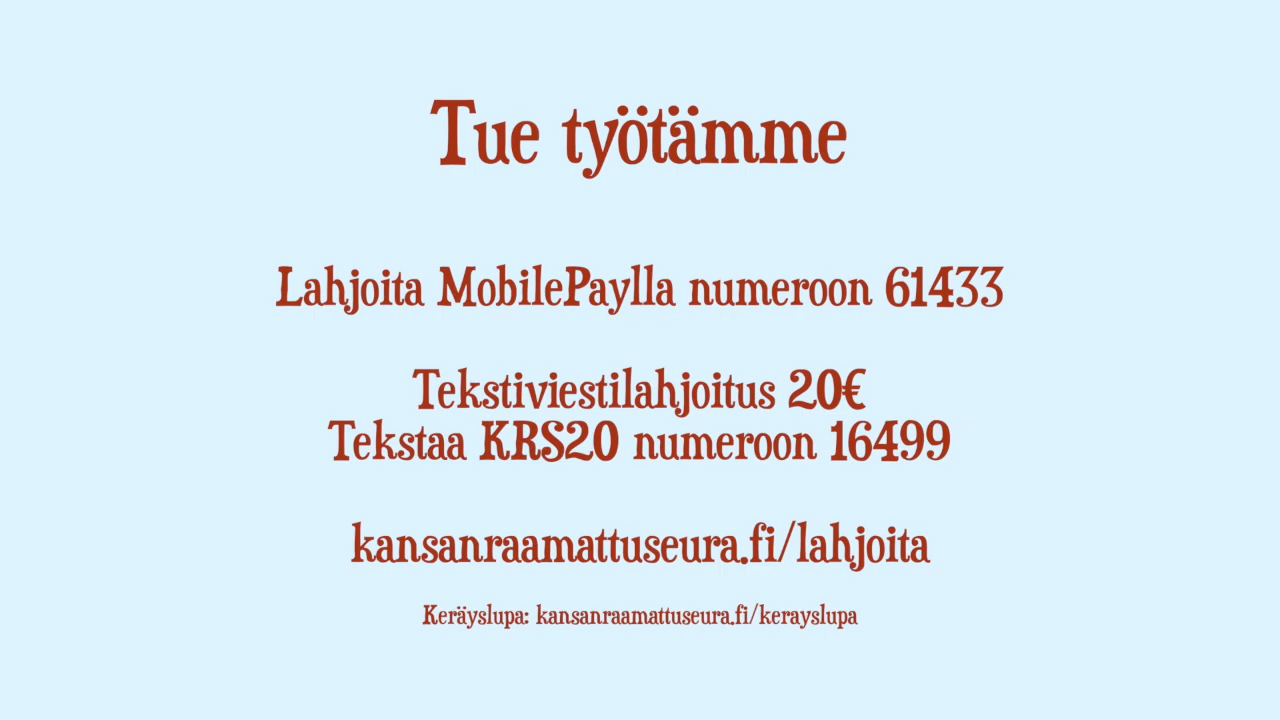 Tue työtämme
Lahjoita MobilePaylla numeroon 61433
Tekstiviestilahjoitus 20€
Tekstaa KRS20 numeroon 16499
kansanraamattuseura.fi/lahjoita
Keräyslupa: kansanraamattuseura.fi/kerayslupa